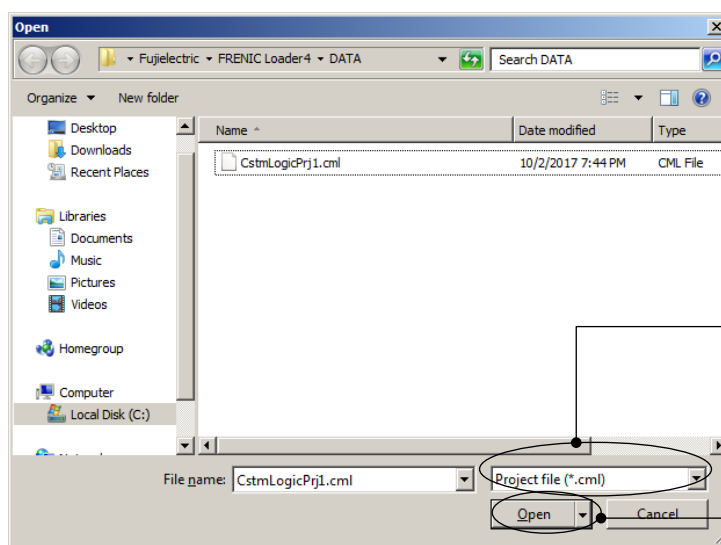 Open
Fujielectric FRENIC Loader4 DATA Search DATA
Organize New folder
Desktop Name Date modified Type
Downloads CstmLogicPrj1.cml 10/2/2017 7:44 PM CML File
Recent Places
Libraries
Documents
Music
Pictures
Videos
Homegroup
Computer
Local Disk (C:)
File name: CstmLogicPrj1.cml Project file (*.cml)
Open Cancel